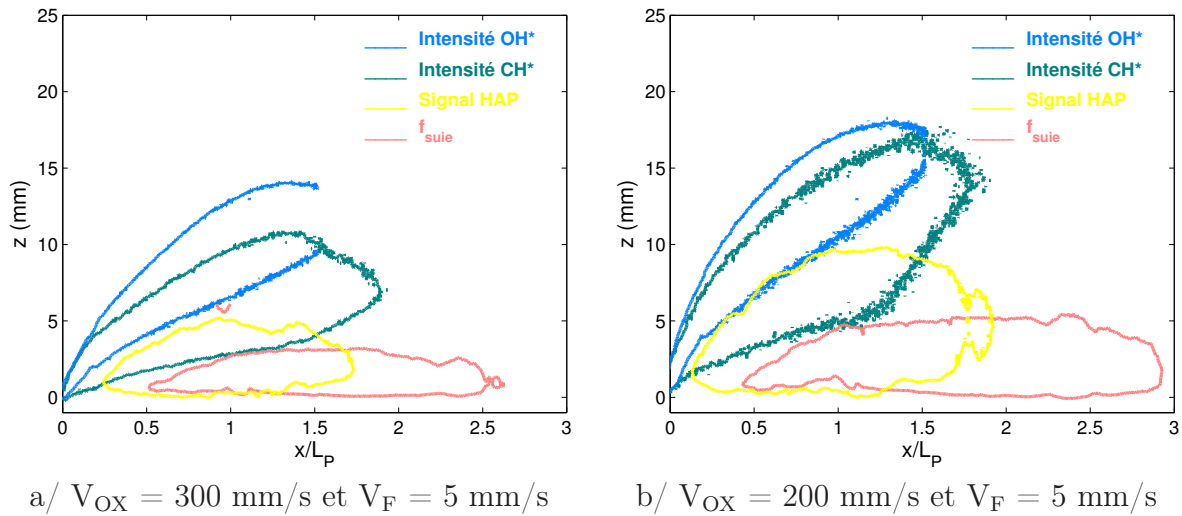 25
20
15
10
5
0
z (mm)
0
0.5
1
1.5
2
2.5
3
x/L_P
Intensité OH*
Intensité CH*
Signal HAP
f_suie
a/ V_OX = 300 mm/s et V_F = 5 mm/s
25
20
15
10
5
0
z (mm)
0
0.5
1
1.5
2
2.5
3
x/L_P
Intensité OH*
Intensité CH*
Signal HAP
f_suie
b/ V_OX = 200 mm/s et V_F = 5 mm/s